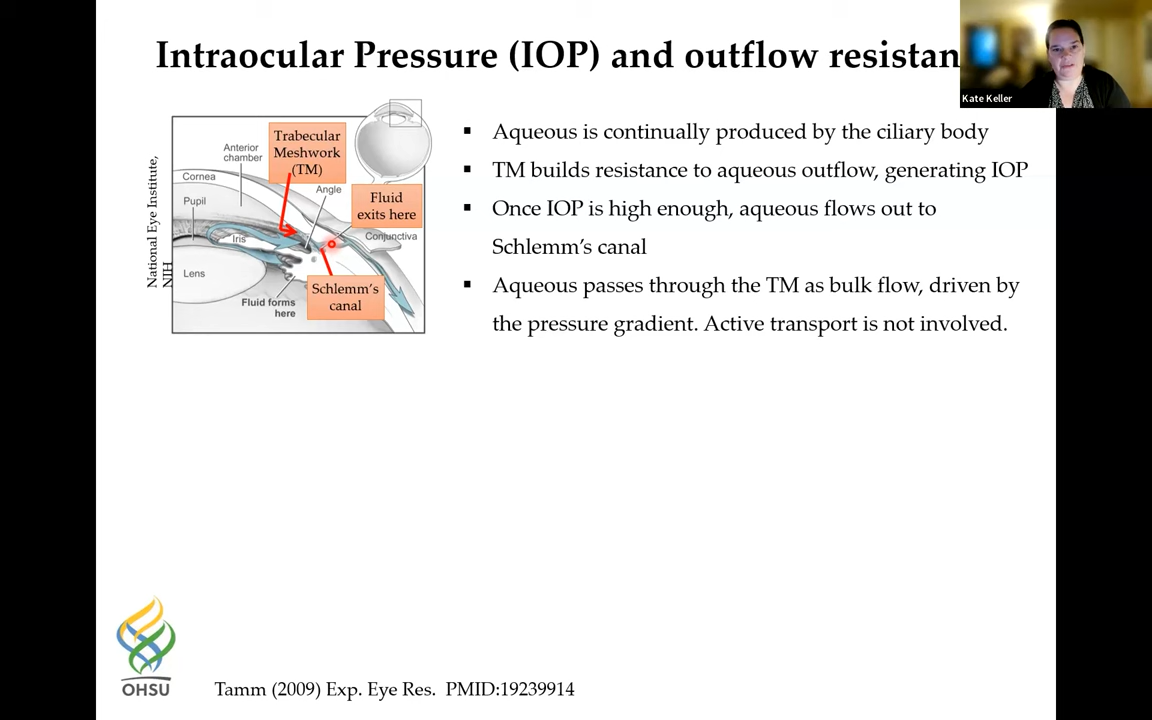 Intraocular Pressure (IOP) and outflow resistan
Kate Keller
National Eye Institute,
NIH
Trabecular
Meshwork
(TM)
Anterior
chamber
Cornea
Angle
Pupil
Fluid
exits here
Iris
Conjunctiva
Lens
Schlemm's
canal
Fluid forms
here
▪ Aqueous is continually produced by the ciliary body
▪ TM builds resistance to aqueous outflow, generating IOP
▪ Once IOP is high enough, aqueous flows out to
Schlemm's canal
▪ Aqueous passes through the TM as bulk flow, driven by
the pressure gradient. Active transport is not involved.
OHSU
Tamm (2009) Exp. Eye Res. PMID:19239914